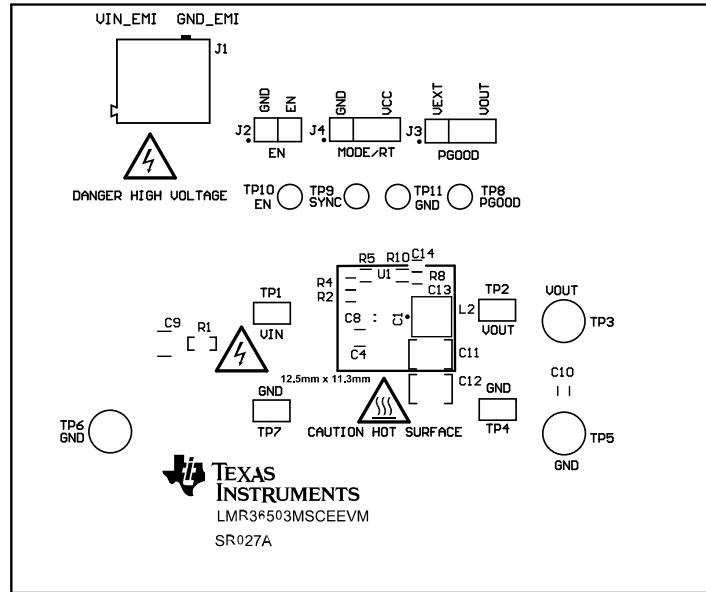 VIN_EMI GND_EMI
J1
GND EN
GND VCC
VEXT VOUT
J2
J4
J3
EN
MODE/RT
PGOOD
DANGER HIGH VOLTAGE
TP10
EN
TP9
SYNC
TP11
GND
TP8
PGOOD
R5 R10 C14
U1
R4
R8
R2
C13
TP1
VIN
C8
C1
L2
TP2
VOUT
VOUT
TP3
C9
R1
C4
C11
12.5mm x 11.3mm
C12
C10
GND
TP7
GND
TP4
CAUTION HOT SURFACE
TP6
GND
TP5
GND
TEXAS
INSTRUMENTS
LMR36503MSCEEVM
SR027A